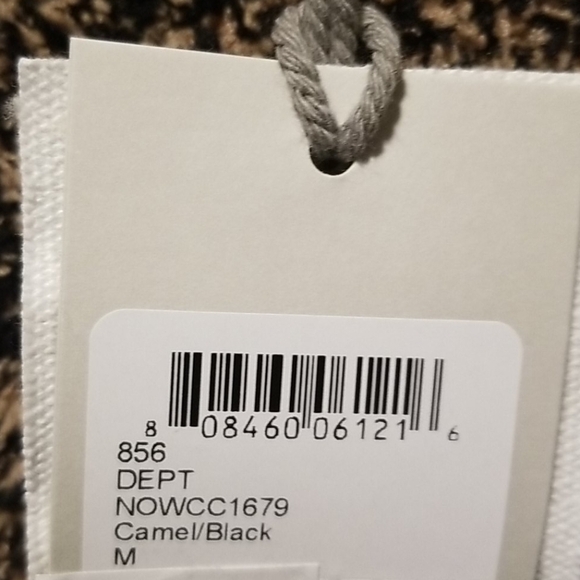 8 08460 06121 6
856
DEPT
NOWCC1679
Camel/Black
M